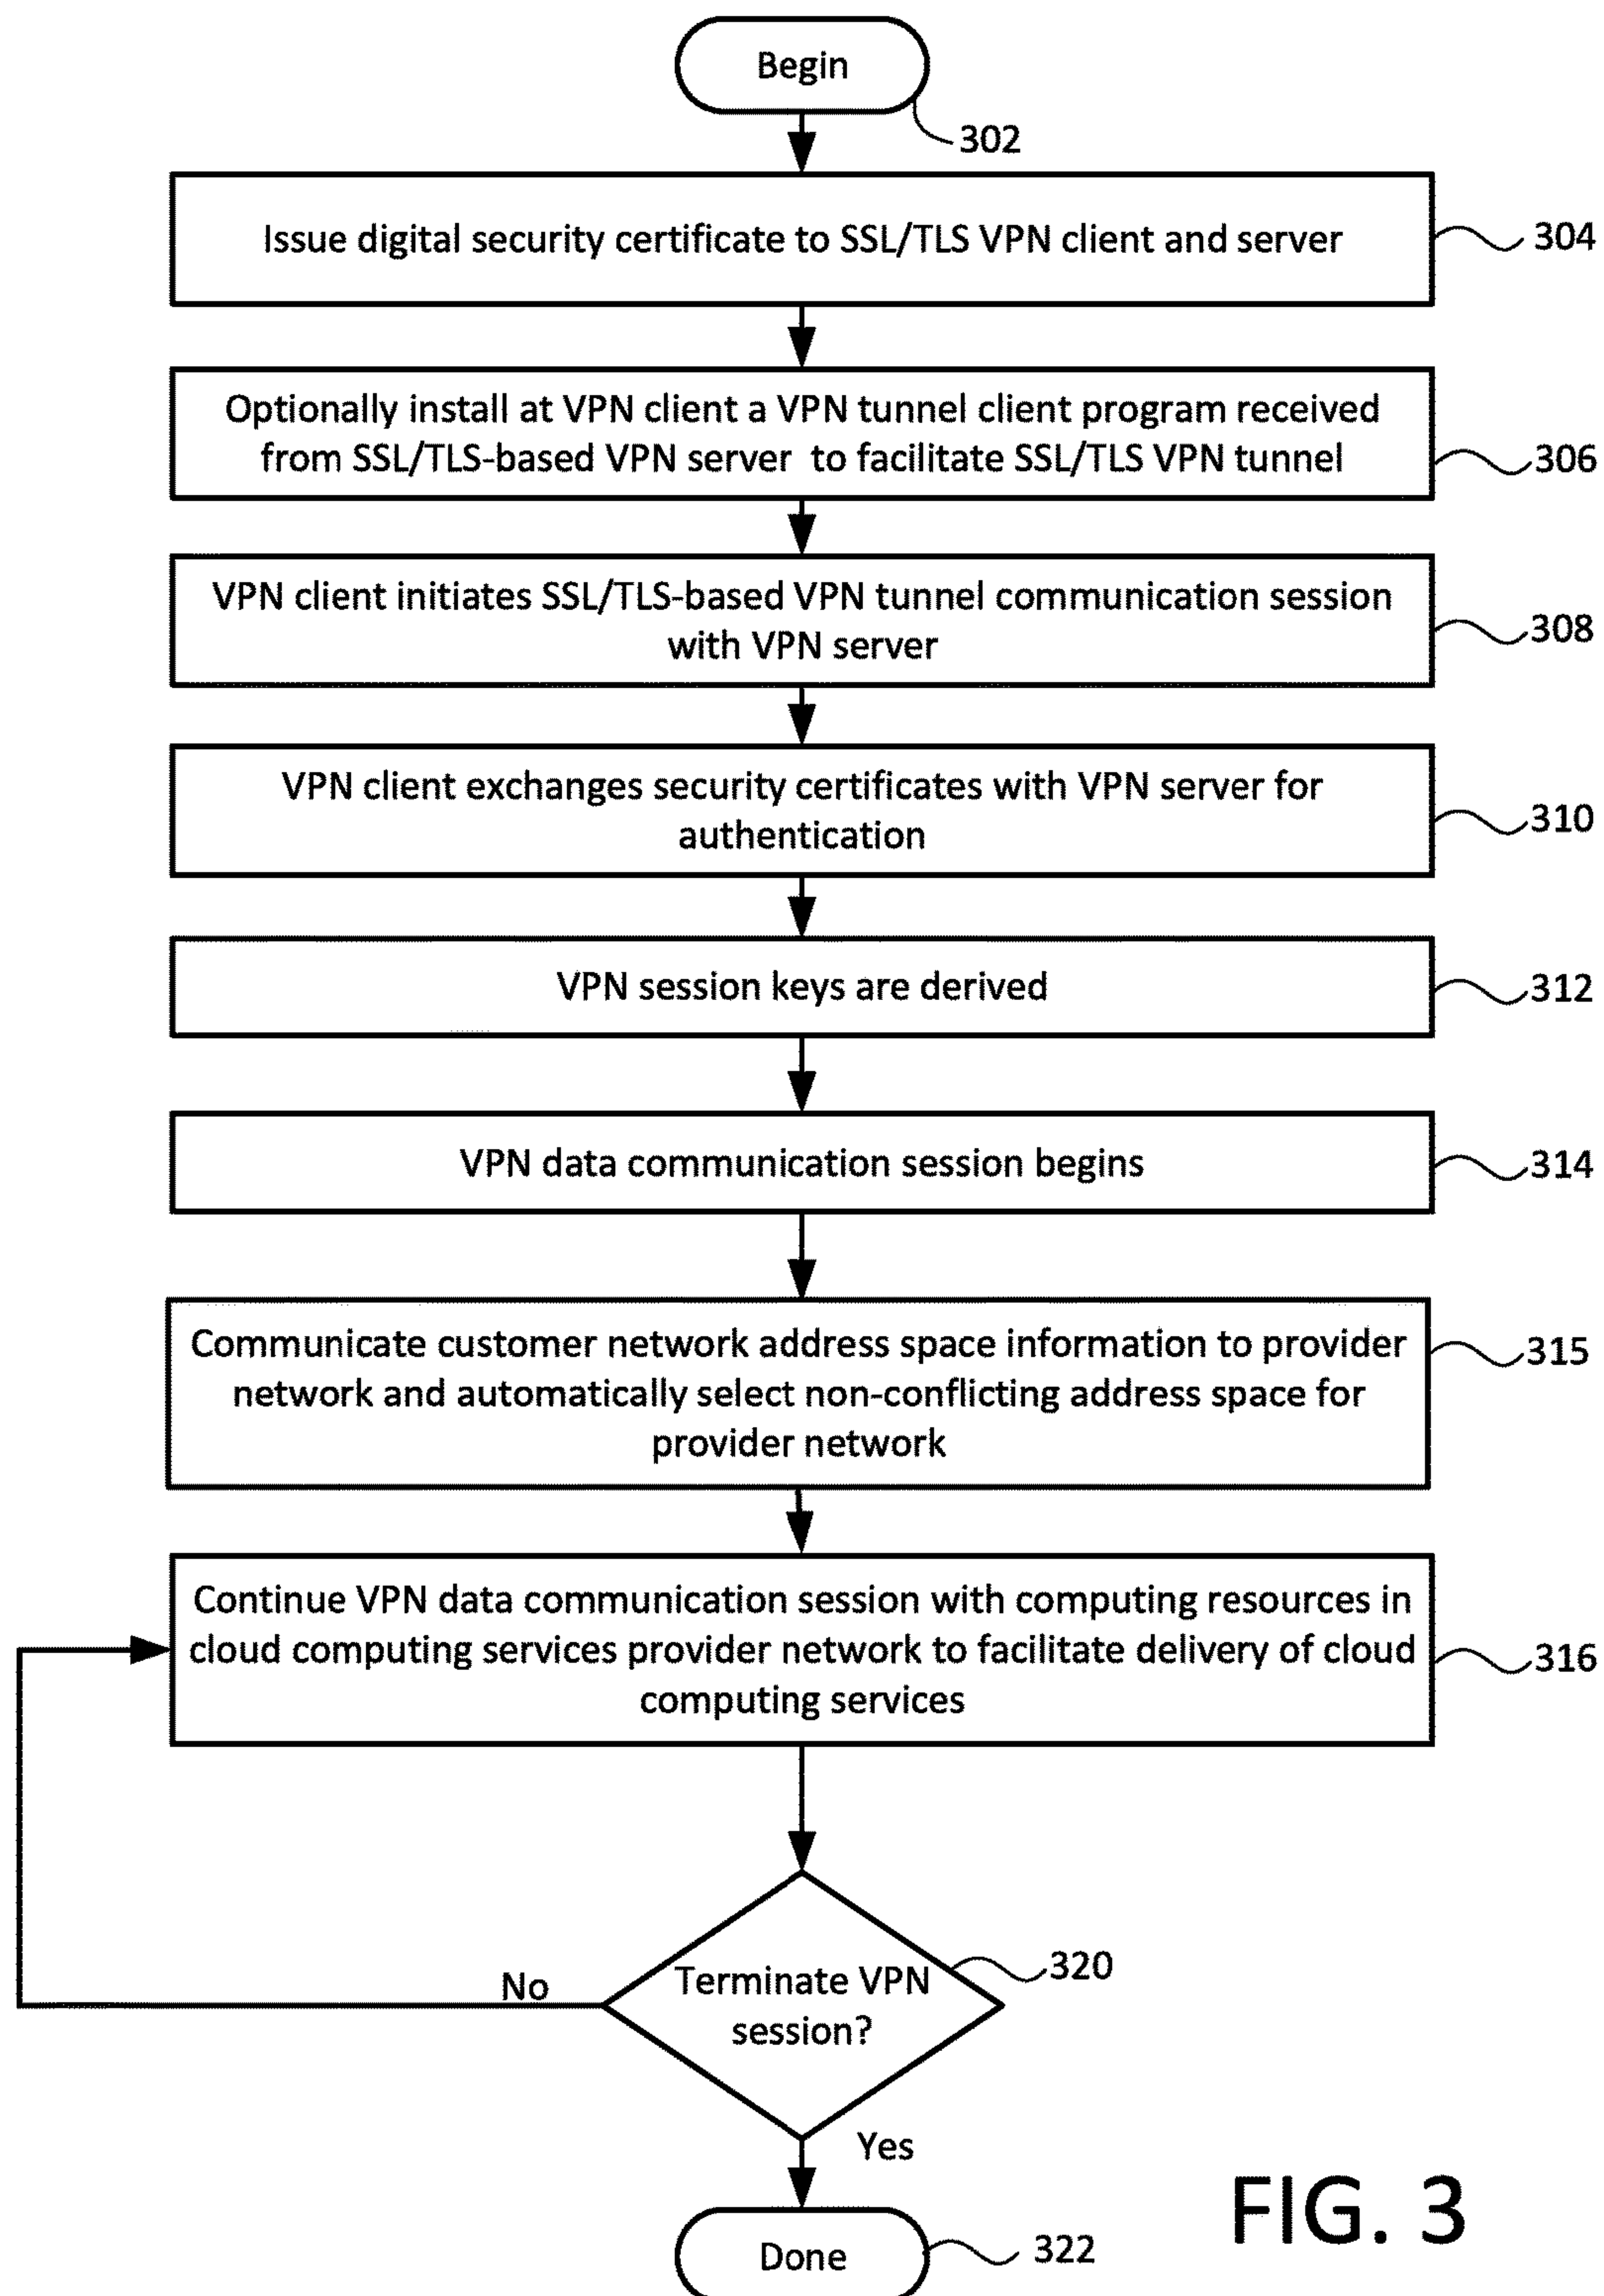 Begin
302
Issue digital security certificate to SSL/TLS VPN client and server
304
Optionally install at VPN client a VPN tunnel client program received
from SSL/TLS-based VPN server to facilitate SSL/TLS VPN tunnel
306
VPN client initiates SSL/TLS-based VPN tunnel communication session
with VPN server
308
VPN client exchanges security certificates with VPN server for
authentication
310
VPN session keys are derived
312
VPN data communication session begins
314
Communicate customer network address space information to provider
network and automatically select non-conflicting address space for
provider network
315
Continue VPN data communication session with computing resources in
cloud computing services provider network to facilitate delivery of cloud
computing services
316
Terminate VPN
session?
320
No
Yes
Done
322
FIG. 3